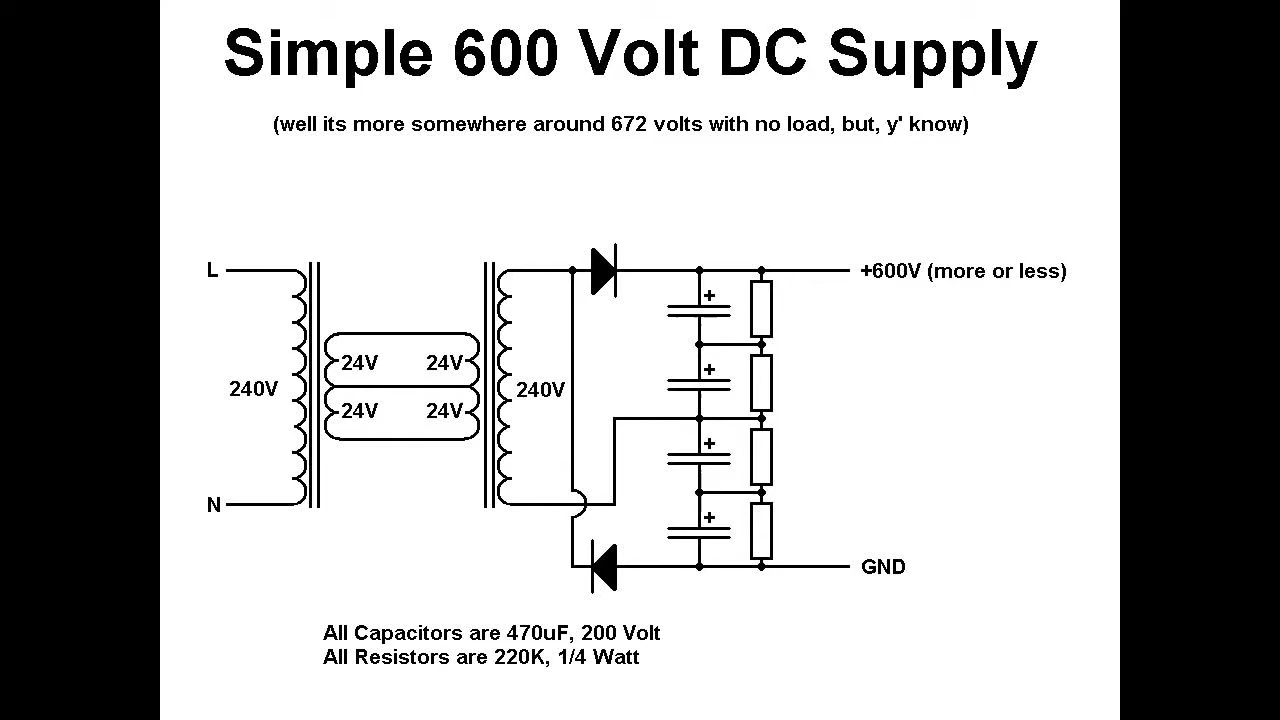 Simple 600 Volt DC Supply
(well its more somewhere around 672 volts with no load, but, y' know)
L
+
+600V (more or less)
24V 24V
+
240V
240V
24V 24V
+
N
+
GND
All Capacitors are 470uF, 200 Volt
All Resistors are 220K, 1/4 Watt